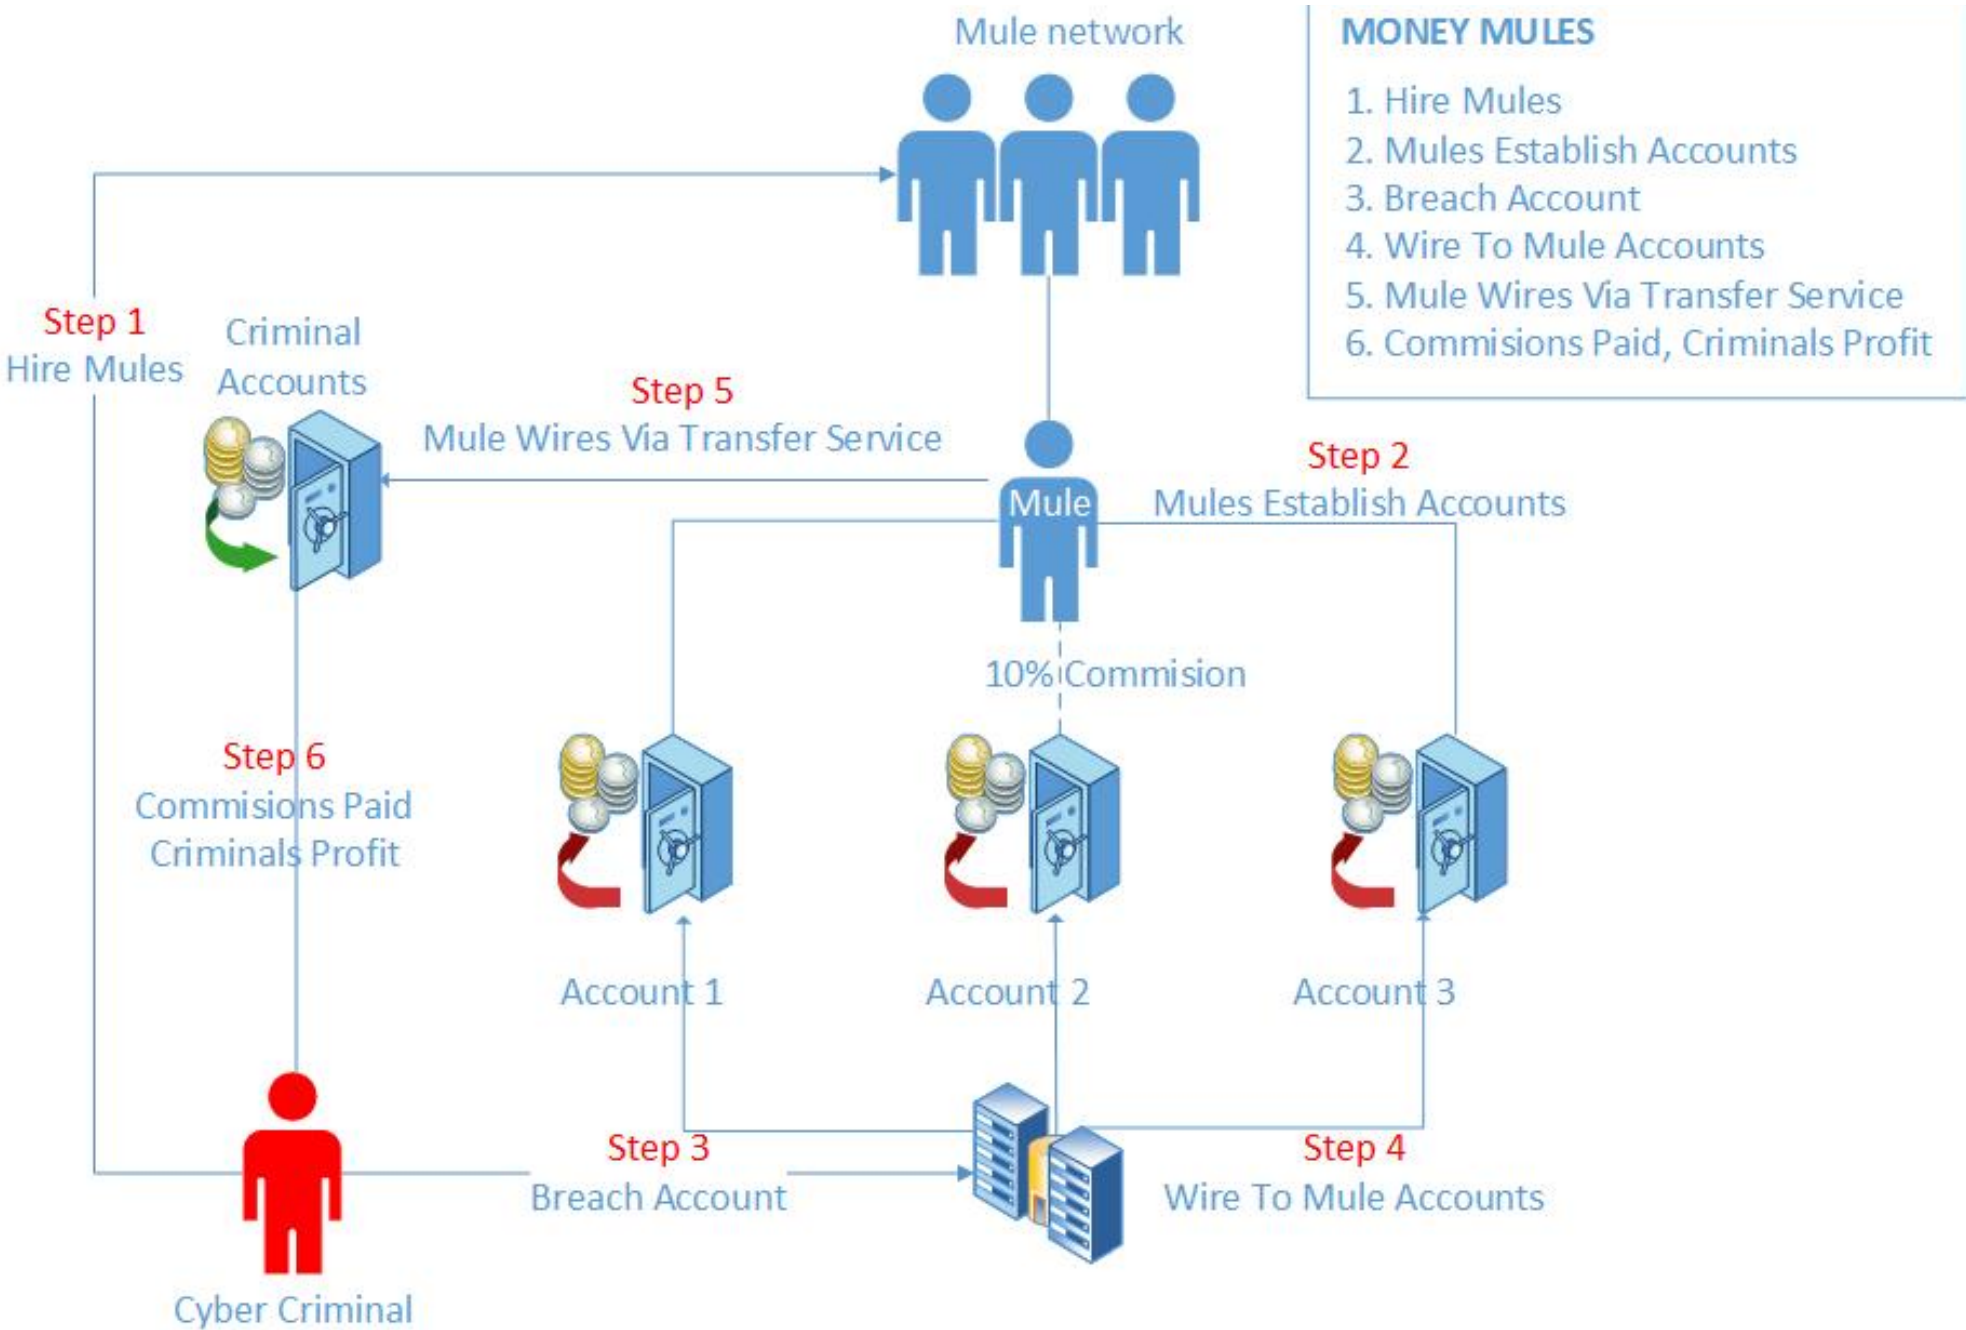 Mule network
MONEY MULES
1. Hire Mules
2. Mules Establish Accounts
3. Breach Account
4. Wire To Mule Accounts
5. Mule Wires Via Transfer Service
6. Commisions Paid, Criminals Profit
Step 1
Hire Mules
Criminal
Accounts
Step 5
Mule Wires Via Transfer Service
Step 2
Mules Establish Accounts
Mule
10% Commision
Step 6
Commisions Paid
Criminals Profit
Account 1
Account 2
Account 3
Step 3
Breach Account
Step 4
Wire To Mule Accounts
Cyber Criminal